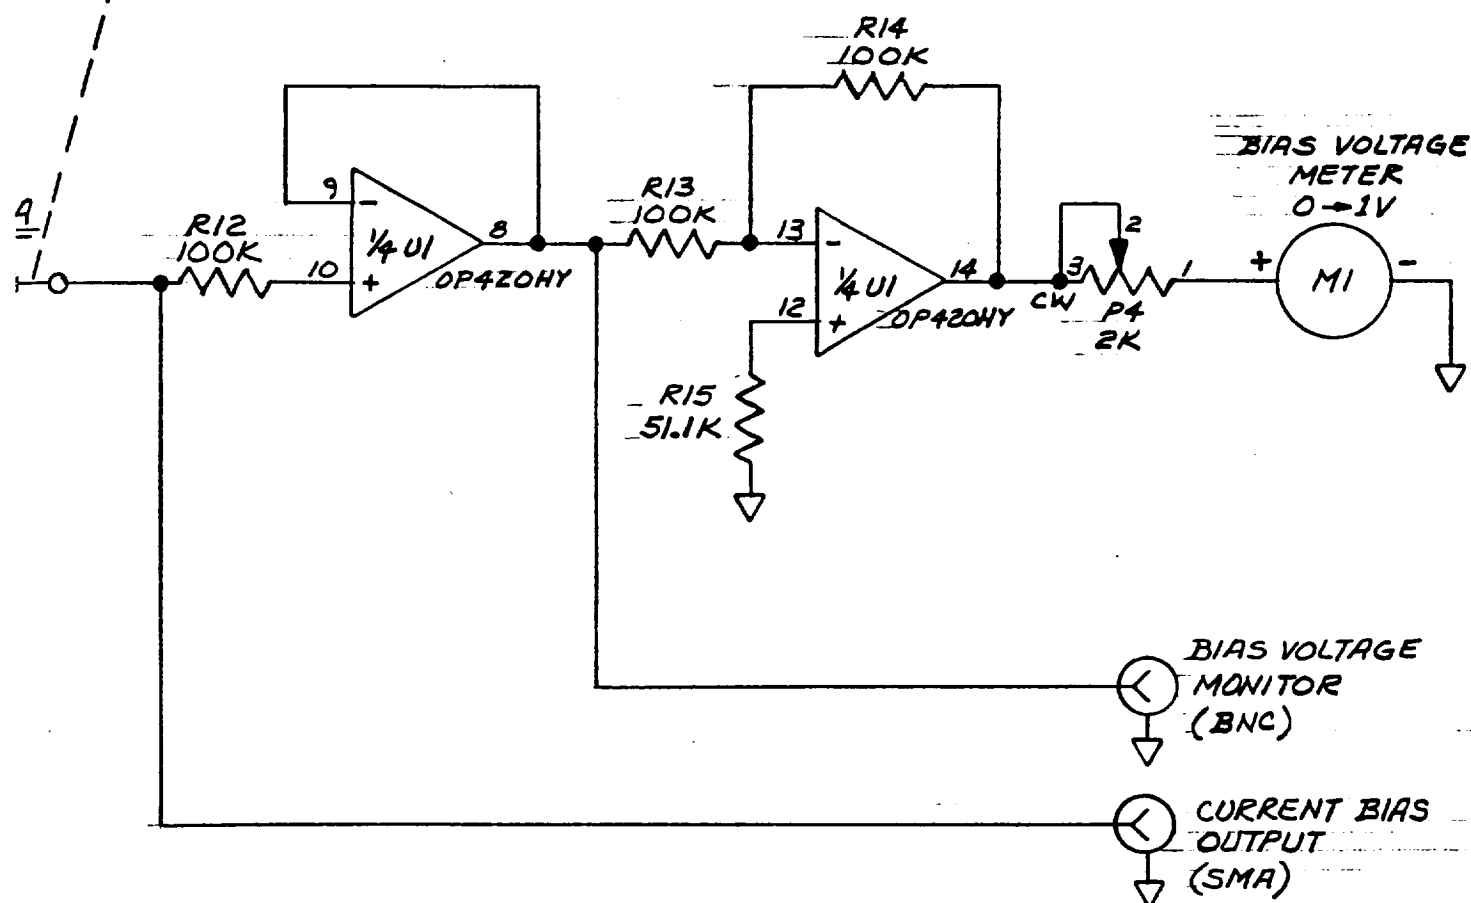 R14
100K
BIAS VOLTAGE
METER
0→1V
9
-
R13
100K
A
R12
100K
1/4 U1
8
13
-
2
10
+
OP420HY
1/4 U1
14
3
1
+
M1
-
CW
P4
2K
12
+
OP420HY
R15
51.1K
BIAS VOLTAGE
MONITOR
(BNC)
CURRENT BIAS
OUTPUT
(SMA)